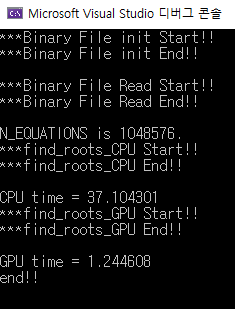 Microsoft Visual Studio 디버그 콘솔
***Binary File init Start!!
***Binary File init End!!
***Binary File Read Start!!
***Binary File Read End!!
N_EQUATIONS is 1048576.
***find_roots_CPU Start!!
***find_roots_CPU End!!
CPU time = 37.104301
***find_roots_GPU Start!!
***find_roots_GPU End!!
GPU time = 1.244608
end!!